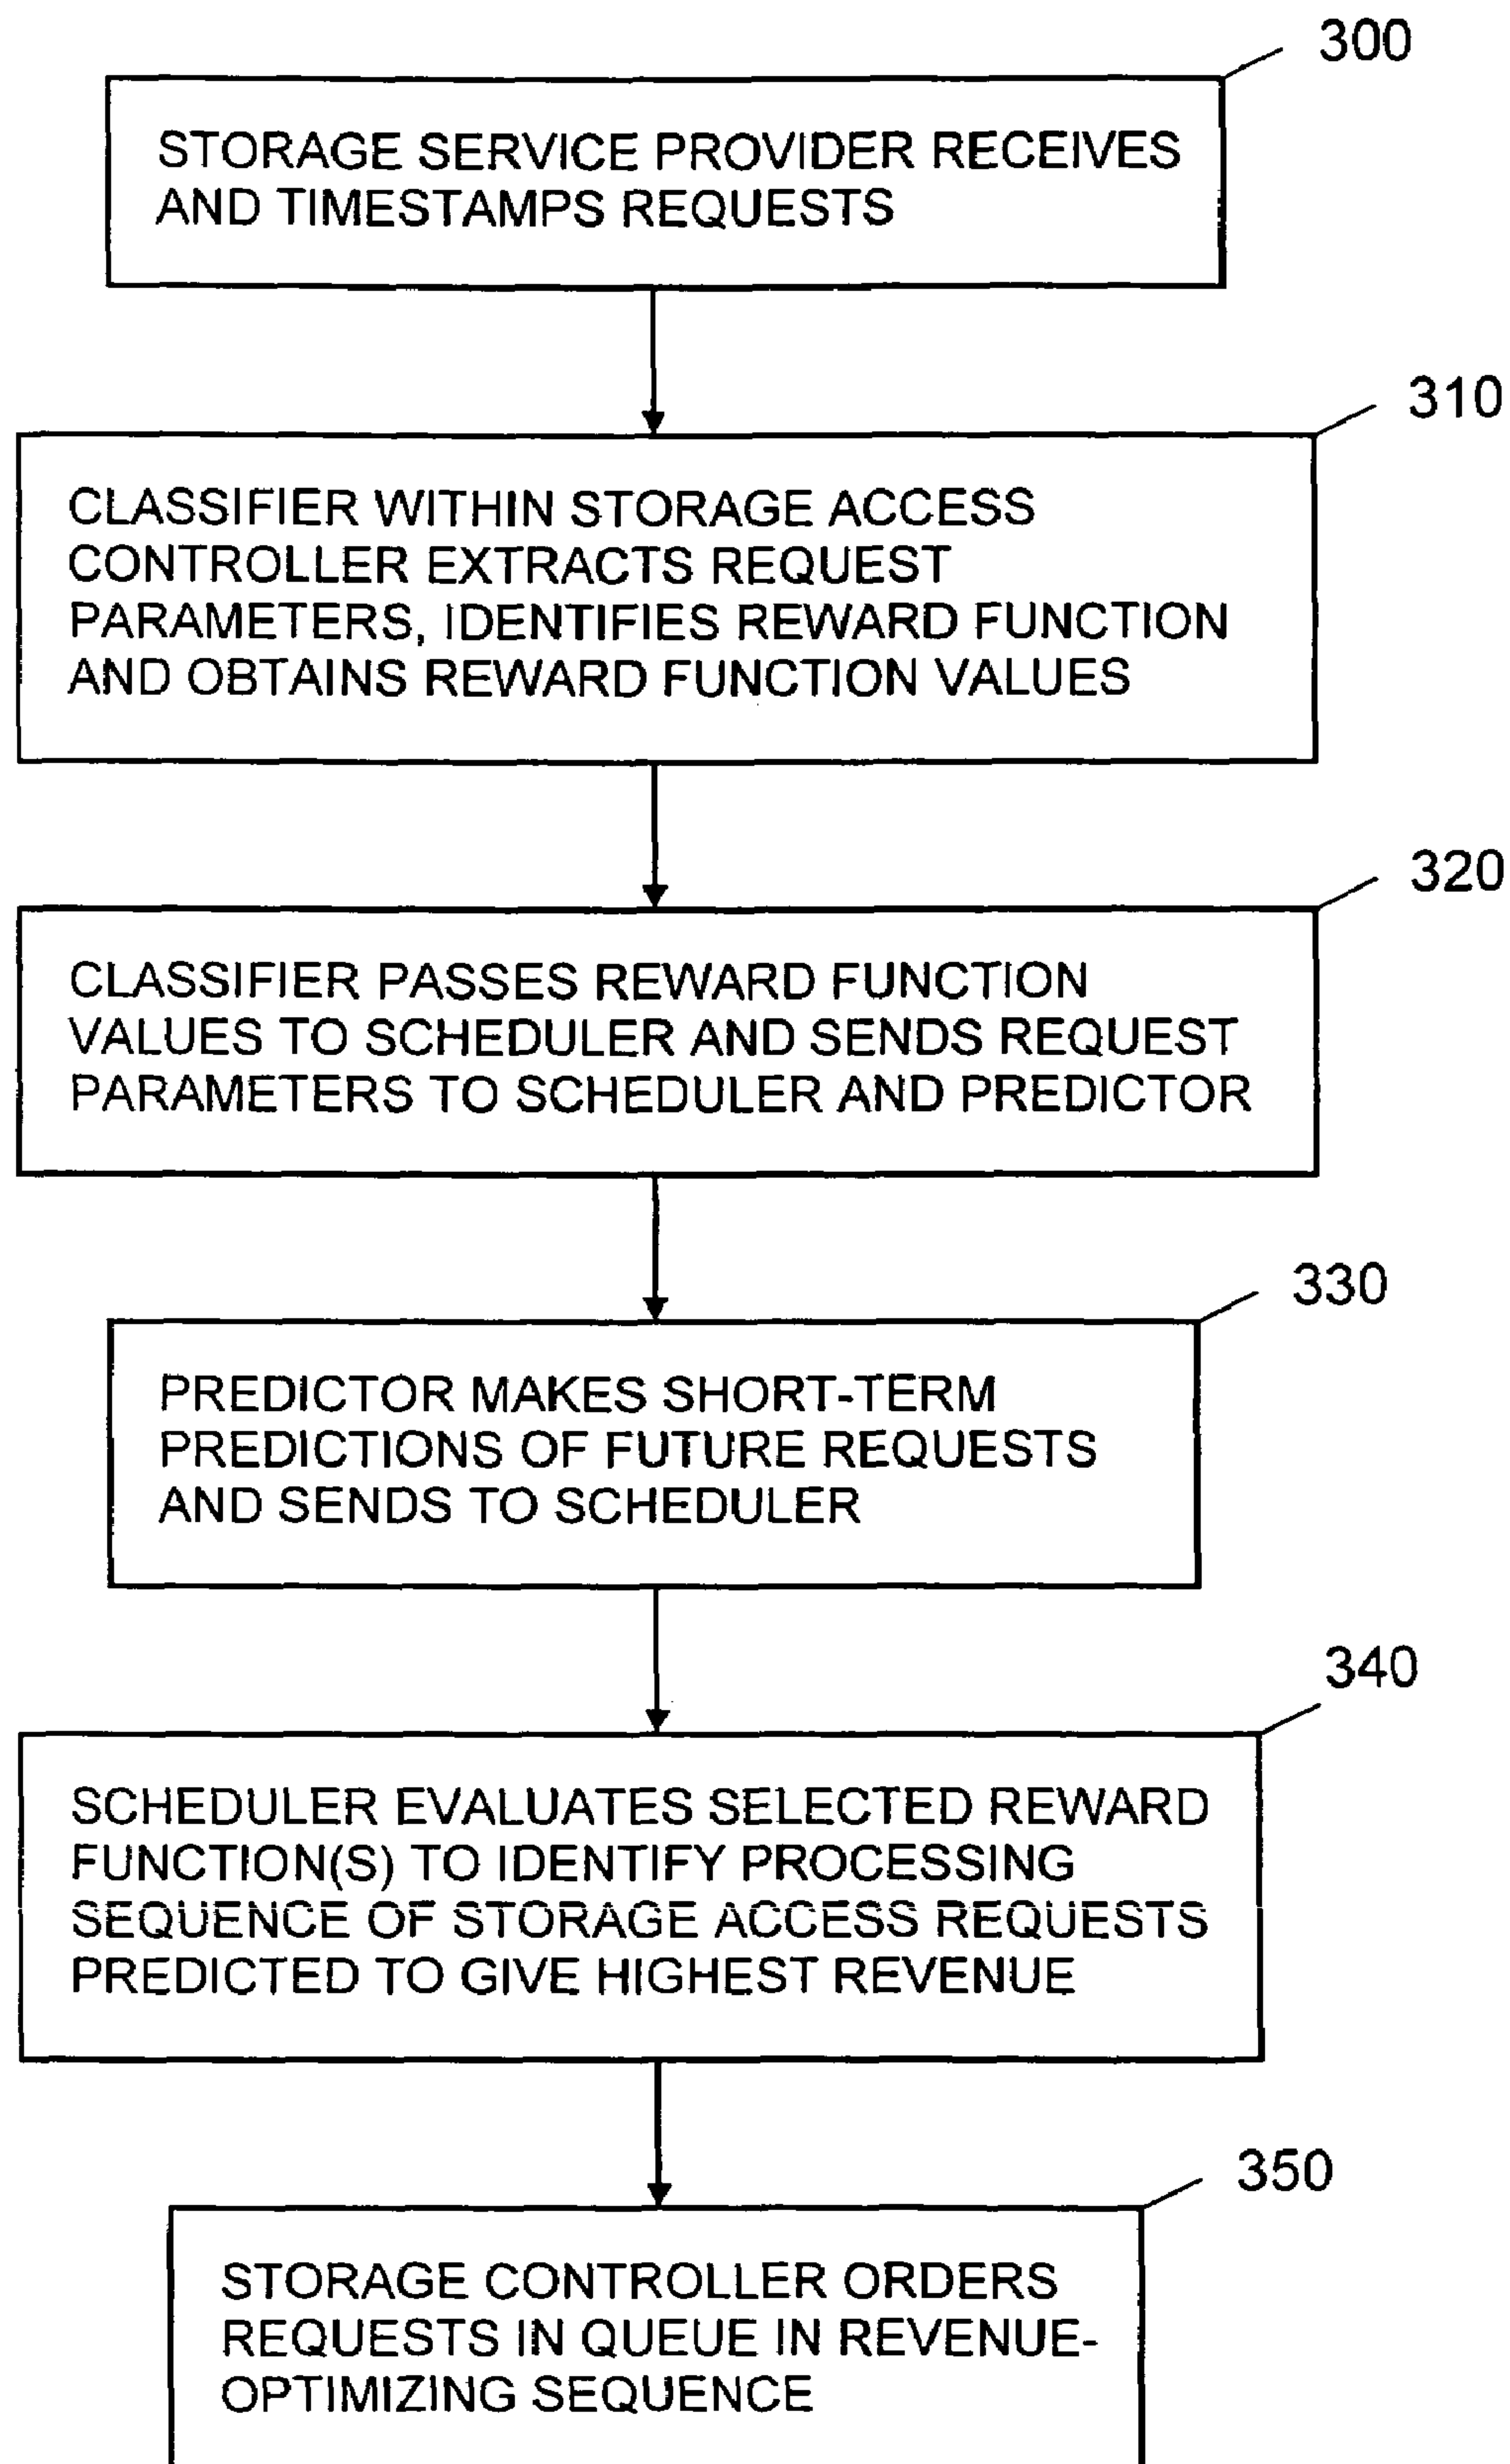 300
STORAGE SERVICE PROVIDER RECEIVES
AND TIMESTAMPS REQUESTS
310
CLASSIFIER WITHIN STORAGE ACCESS
CONTROLLER EXTRACTS REQUEST
PARAMETERS, IDENTIFIES REWARD FUNCTION
AND OBTAINS REWARD FUNCTION VALUES
320
CLASSIFIER PASSES REWARD FUNCTION
VALUES TO SCHEDULER AND SENDS REQUEST
PARAMETERS TO SCHEDULER AND PREDICTOR
330
PREDICTOR MAKES SHORT-TERM
PREDICTIONS OF FUTURE REQUESTS
AND SENDS TO SCHEDULER
340
SCHEDULER EVALUATES SELECTED REWARD
FUNCTION(S) TO IDENTIFY PROCESSING
SEQUENCE OF STORAGE ACCESS REQUESTS
PREDICTED TO GIVE HIGHEST REVENUE
350
STORAGE CONTROLLER ORDERS
REQUESTS IN QUEUE IN REVENUE-
OPTIMIZING SEQUENCE